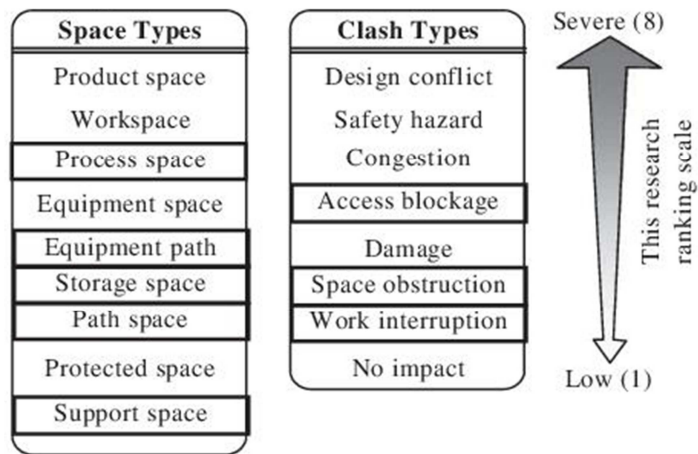 Space Types
Product space
Workspace
Process space
Equipment space
Equipment path
Storage space
Path space
Protected space
Support space
Clash Types
Design conflict
Safety hazard
Congestion
Access blockage
Damage
Space obstruction
Work interruption
No impact
Severe (8)
This research
ranking scale
Low (1)